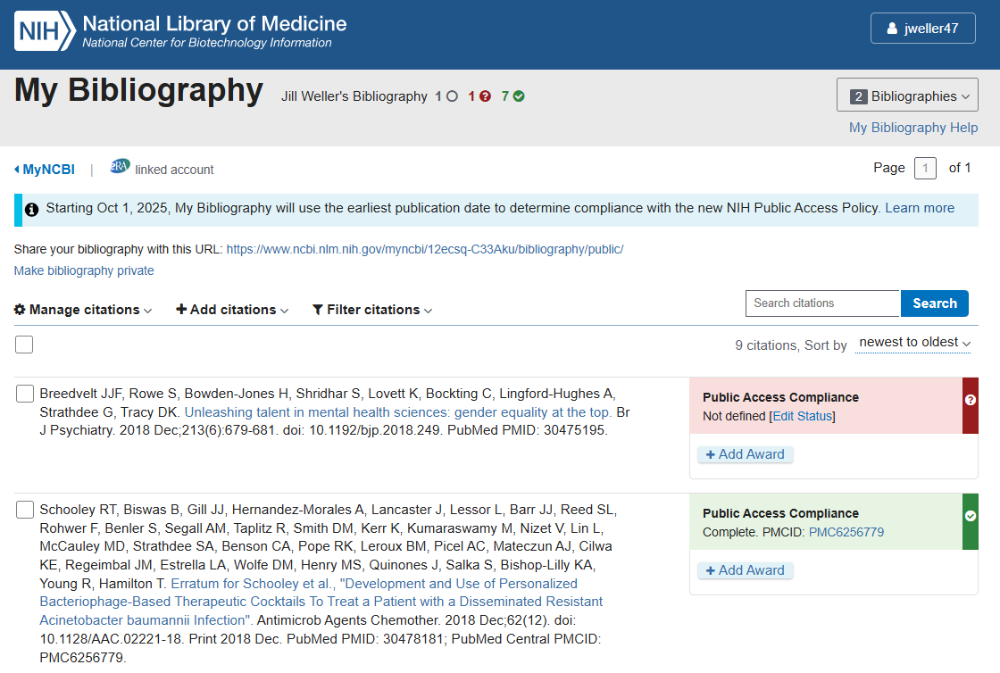 NIH National Library of Medicine
National Center for Biotechnology Information
jweller47
My Bibliography Jill Weller's Bibliography 1 1 7
2 Bibliographies
My Bibliography Help
MyNCBI | eRA linked account
Page 1 of 1
Starting Oct 1, 2025, My Bibliography will use the earliest publication date to determine compliance with the new NIH Public Access Policy. Learn more
Share your bibliography with this URL: https://www.ncbi.nlm.nih.gov/myncbi/12ecsq-C33Aku/bibliography/public/
Make bibliography private
Manage citations Add citations Filter citations
Search citations Search
9 citations, Sort by newest to oldest
Breedvelt JJF, Rowe S, Bowden-Jones H, Shridhar S, Lovett K, Bockting C, Lingford-Hughes A,
Strathdee G, Tracy DK. Unleashing talent in mental health sciences: gender equality at the top. Br
J Psychiatry. 2018 Dec;213(6):679-681. doi: 10.1192/bjp.2018.249. PubMed PMID: 30475195.
Public Access Compliance
Not defined [Edit Status]
+ Add Award
Schooley RT, Biswas B, Gill JJ, Hernandez-Morales A, Lancaster J, Lessor L, Barr JJ, Reed SL,
Rohwer F, Benler S, Segall AM, Taplitz R, Smith DM, Kerr K, Kumaraswamy M, Nizet V, Lin L,
McCauley MD, Strathdee SA, Benson CA, Pope RK, Leroux BM, Picel AC, Mateczun AJ, Cilwa
KE, Regeimbal JM, Estrella LA, Wolfe DM, Henry MS, Quinones J, Salka S, Bishop-Lilly KA,
Young R, Hamilton T. Erratum for Schooley et al., "Development and Use of Personalized
Bacteriophage-Based Therapeutic Cocktails To Treat a Patient with a Disseminated Resistant
Acinetobacter baumannii Infection". Antimicrob Agents Chemother. 2018 Dec;62(12). doi:
10.1128/AAC.02221-18. Print 2018 Dec. PubMed PMID: 30478181; PubMed Central PMCID:
PMC6256779.
Public Access Compliance
Complete. PMCID: PMC6256779
+ Add Award